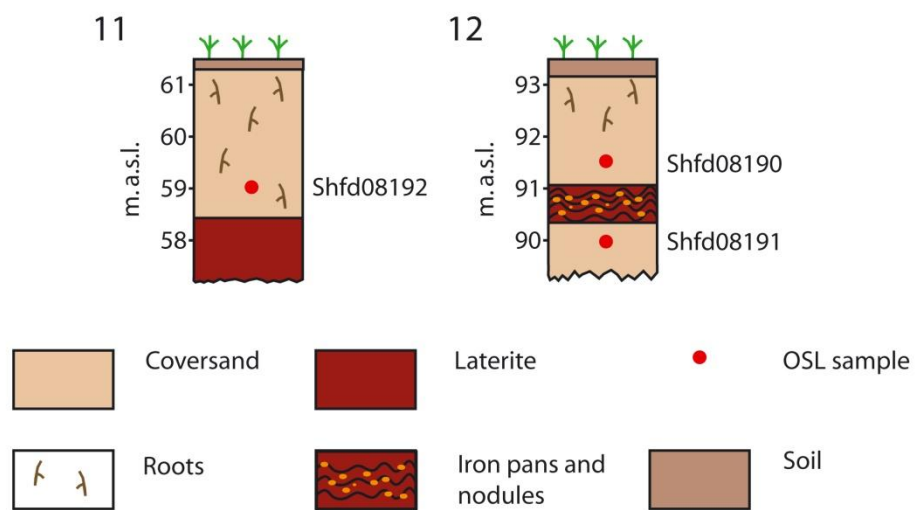 11
61
60
59
58
m. a.s.l.
Shfd08192
12
93
92
91
90
m. a.s.l.
Shfd08190
Shfd08191
Coversand
Laterite
OSL sample
Roots
Iron pans and
nodules
Soil